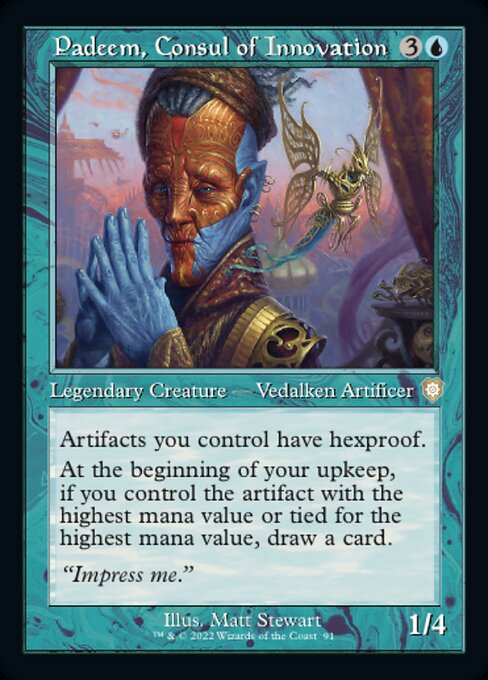 Padeem, Consul of Innovation 3
Legendary Creature — Vedalken Artificer
Artifacts you control have hexproof.
At the beginning of your upkeep,
if you control the artifact with the
highest mana value or tied for the
highest mana value, draw a card.
“Impress me.”
Illus. Matt Stewart
™ & © 2022 Wizards of the Coast 91
1/4